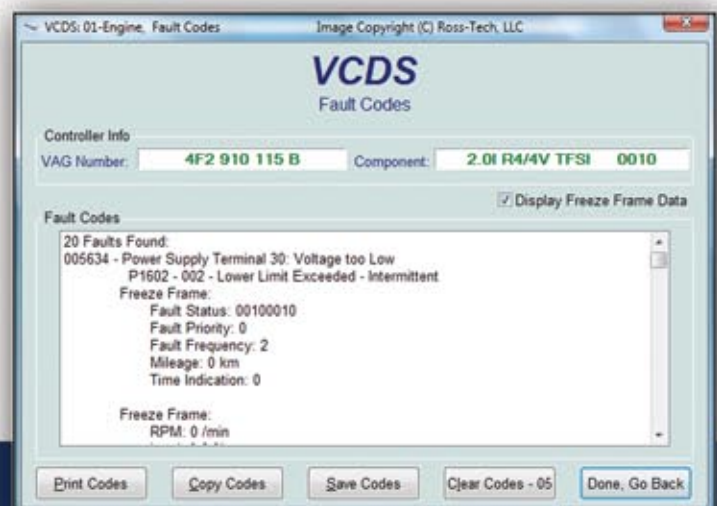 VCDS: 01-Engine, Fault Codes Image Copyright (C) Ross-Tech, LLC
VCDS
Fault Codes
Controller Info
VAG Number: 4F2 910 115 B Component: 2.0l R4/4V TFSI 0010
Display Freeze Frame Data
Fault Codes
20 Faults Found:
005634 - Power Supply Terminal 30: Voltage too Low
P1602 - 002 - Lower Limit Exceeded - Intermittent
Freeze Frame:
Fault Status: 00100010
Fault Priority: 0
Fault Frequency: 2
Mileage: 0 km
Time Indication: 0
Freeze Frame:
RPM: 0 /min
Print Codes Copy Codes Save Codes Clear Codes - 05 Done, Go Back